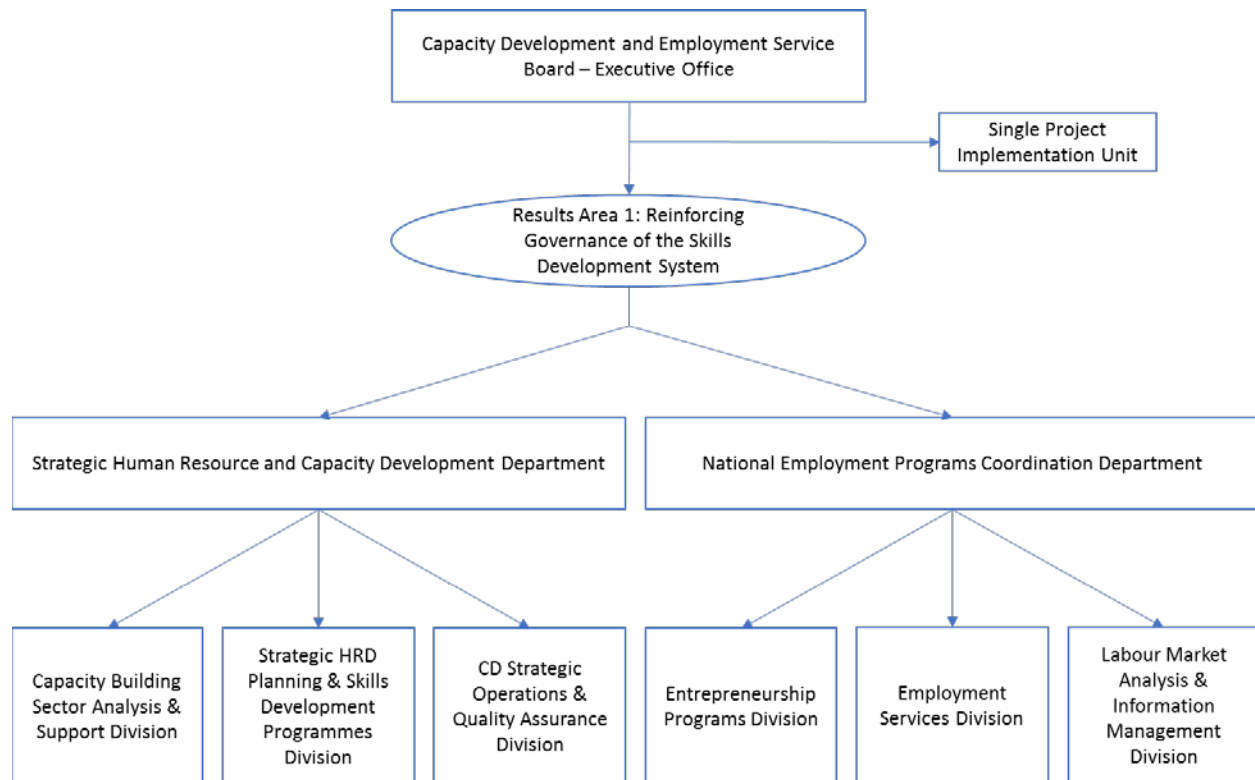 Capacity Development and Employment Service
Board – Executive Office
Single Project
Implementation Unit
Results Area 1: Reinforcing
Governance of the Skills
Development System
Strategic Human Resource and Capacity Development Department
National Employment Programs Coordination Department
Capacity Building
Sector Analysis &
Support Division
Strategic HRD
Planning & Skills
Development
Programmes
Division
CD Strategic
Operations &
Quality Assurance
Division
Entrepreneurship
Programs Division
Employment
Services Division
Labour Market
Analysis &
Information
Management
Division